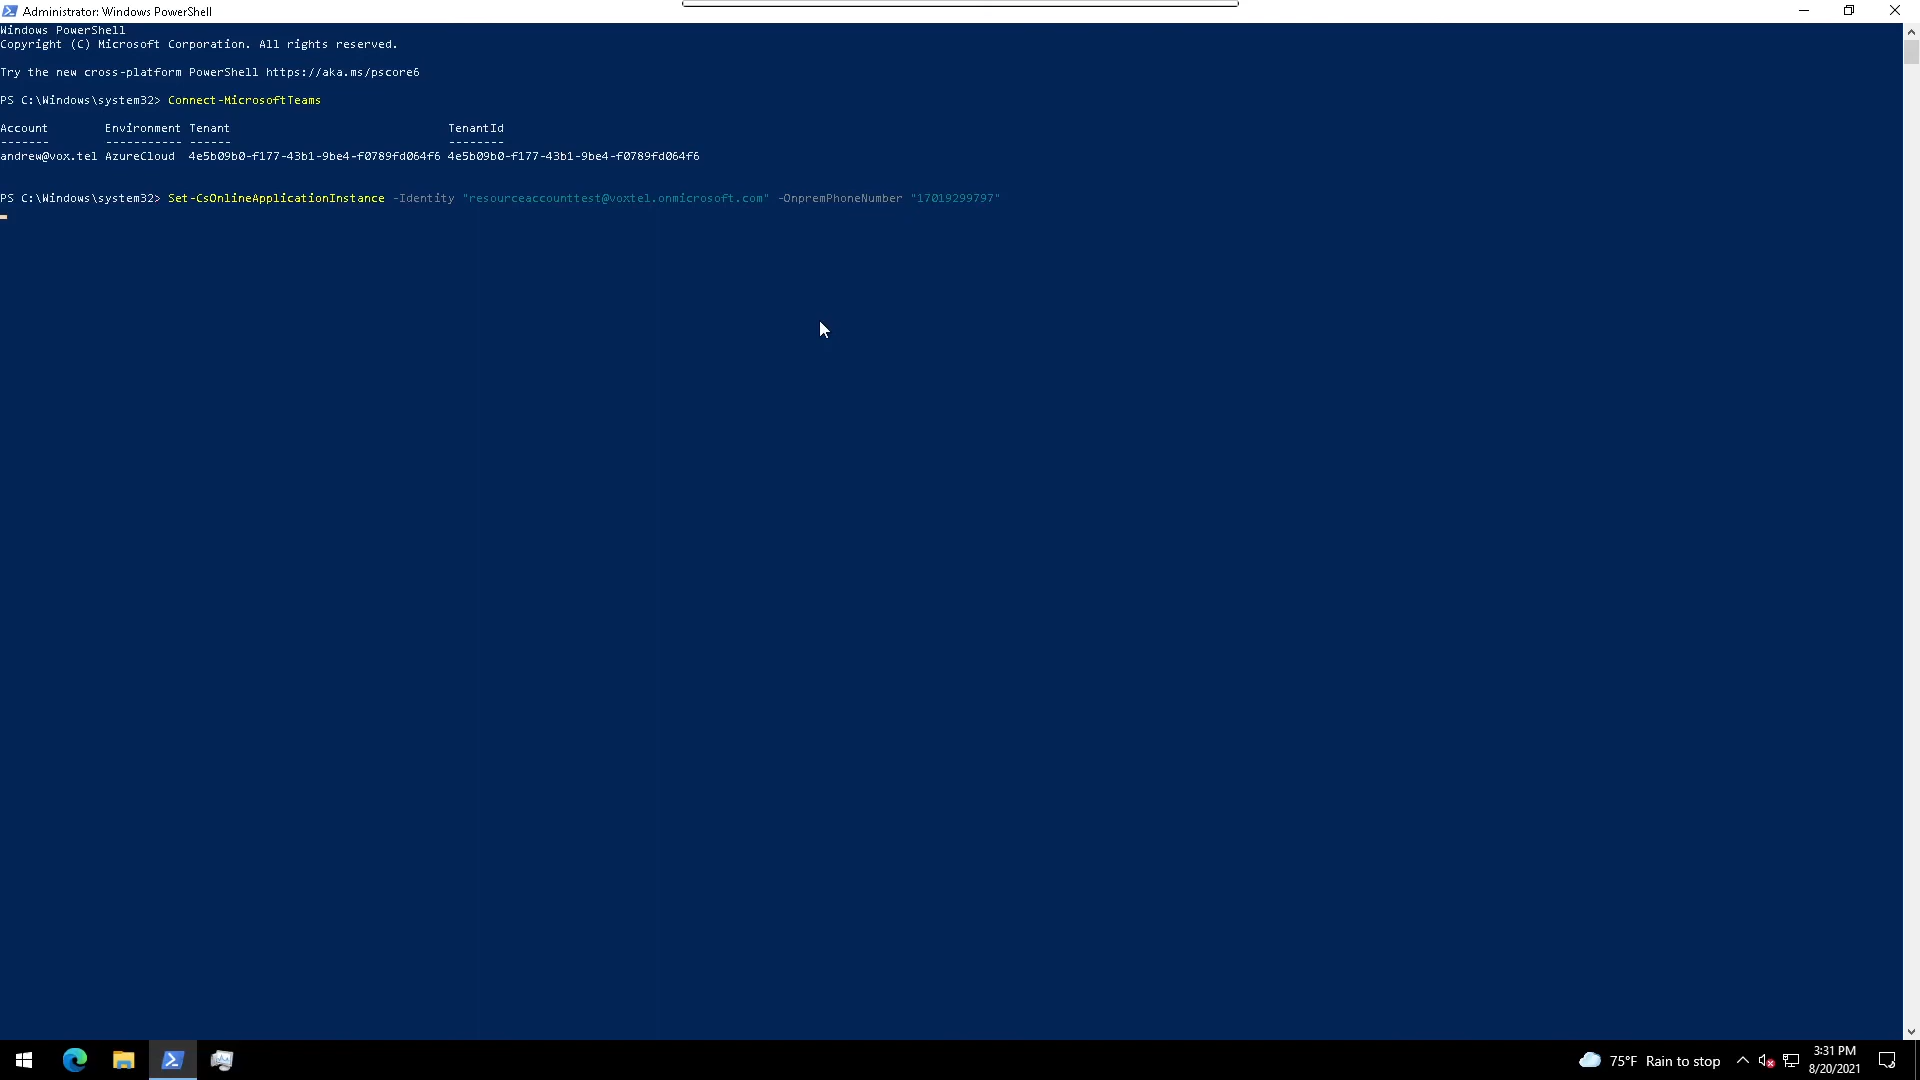 Administrator: Windows PowerShell
Windows PowerShell
Copyright (C) Microsoft Corporation. All rights reserved.
Try the new cross-platform PowerShell https://aka.ms/pscore6
PS C:\Windows\system32> Connect-MicrosoftTeams
Account Environment Tenant TenantId
------- ----------- ------ --------
andrew@vox.tel AzureCloud 4e5b09b0-f177-43b1-9be4-f0789fd064f6 4e5b09b0-f177-43b1-9be4-f0789fd064f6
PS C:\Windows\system32> Set-CsOnlineApplicationInstance -Identity "resourceaccounttest@voxtel.onmicrosoft.com" -OnpremPhoneNumber "17019299797"
75°F Rain to stop
3:31 PM
8/20/2021